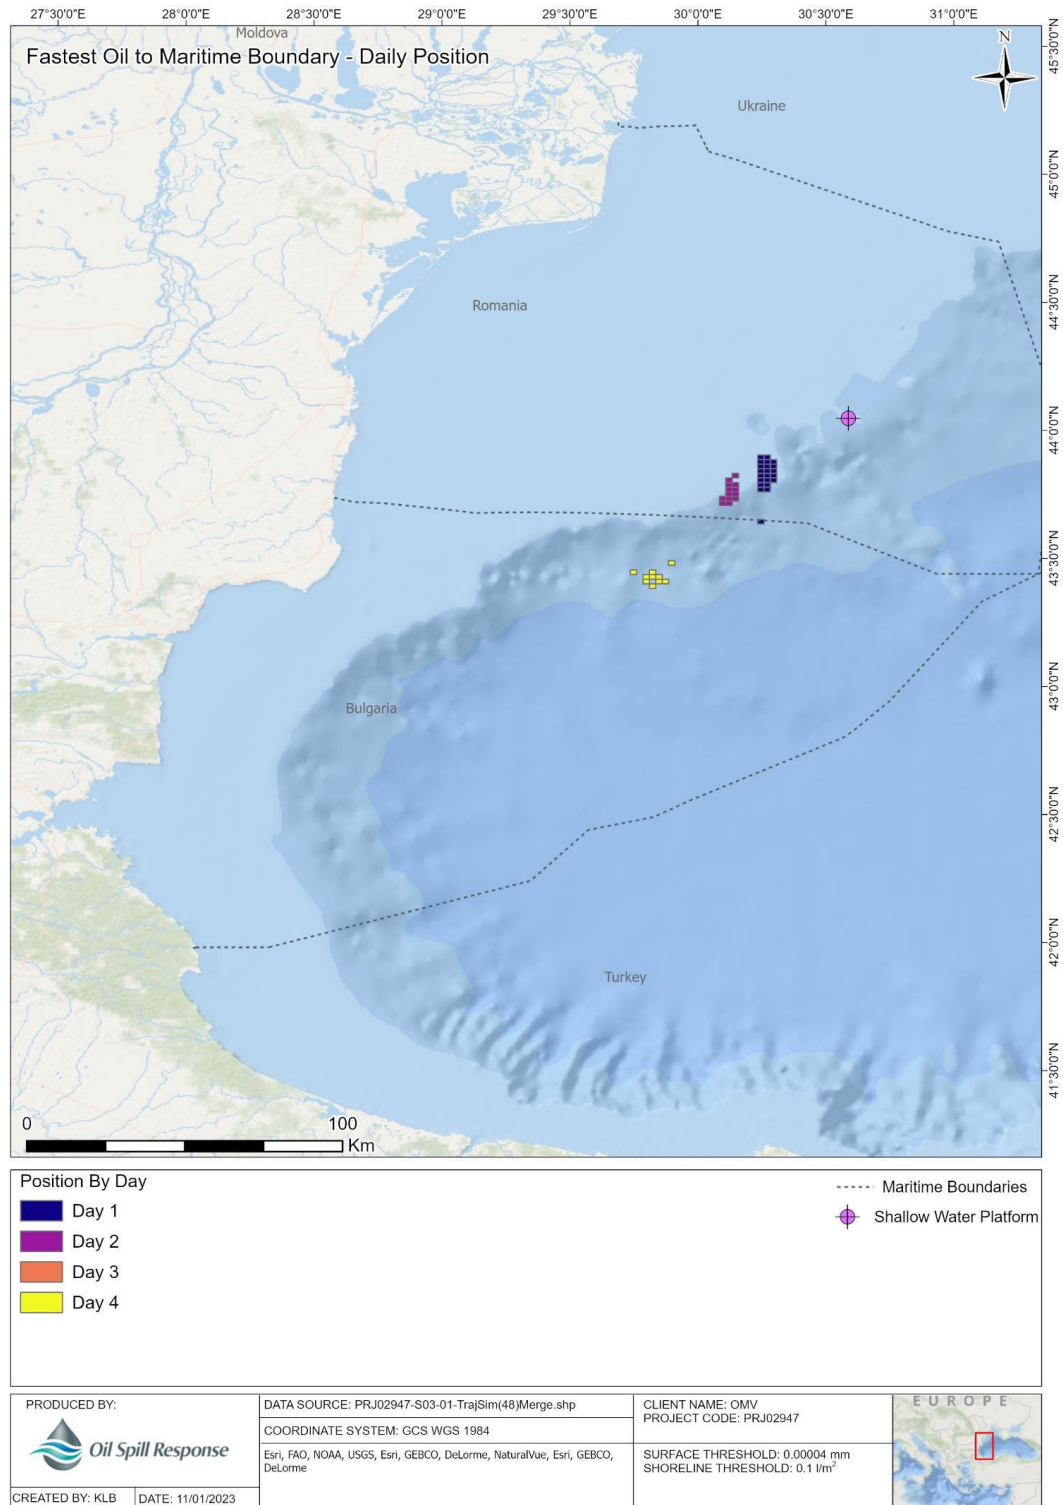 27°30'0"E 28°0'0"E 28°30'0"E 29°0'0"E 29°30'0"E 30°0'0"E 30°30'0"E 31°0'0"E
Moldova
Fastest Oil to Maritime Boundary - Daily Position
N
45°30'0"N
Ukraine
45°0'0"N
Romania
44°30'0"N
44°0'0"N
43°30'0"N
Bulgaria
43°0'0"N
42°30'0"N
42°0'0"N
Turkey
41°30'0"N
0 100
Km
Position By Day
Day 1
Day 2
Day 3
Day 4
Maritime Boundaries
Shallow Water Platform
PRODUCED BY:
Oil Spill Response
CREATED BY: KLB
DATE: 11/01/2023
DATA SOURCE: PRJ02947-S03-01-TrajSim(48)Merge.shp
COORDINATE SYSTEM: GCS WGS 1984
Esri, FAO, NOAA, USGS, Esri, GEBCO, DeLorme, NaturalVue, Esri, GEBCO,
DeLorme
CLIENT NAME: OMV
PROJECT CODE: PRJ02947
SURFACE THRESHOLD: 0.00004 mm
SHORELINE THRESHOLD: 0.1 l/m²
EUROPE